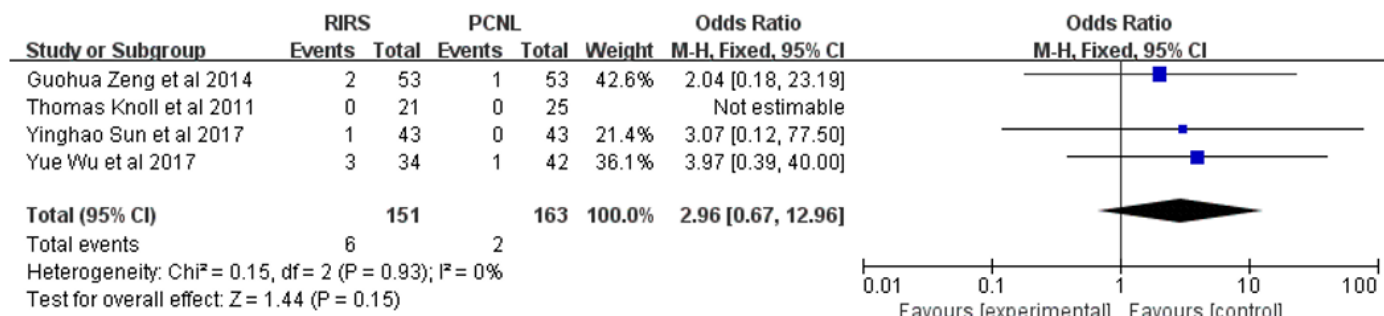 RIRS PCNL Odds Ratio Odds Ratio
Study or Subgroup Events Total Events Total Weight M-H, Fixed, 95% CI M-H, Fixed, 95% CI
Guohua Zeng et al 2014 2 53 1 53 42.6% 2.04 [0.18, 23.19]
Thomas Knoll et al 2011 0 21 0 25 Not estimable
Yinghao Sun et al 2017 1 43 0 43 21.4% 3.07 [0.12, 77.50]
Yue Wu et al 2017 3 34 1 42 36.1% 3.97 [0.39, 40.00]
Total (95% CI) 151 163 100.0% 2.96 [0.67, 12.96]
Total events 6 2
Heterogeneity: Chi² = 0.15, df = 2 (P = 0.93); I² = 0%
Test for overall effect: Z = 1.44 (P = 0.15)
0.01 0.1 1 10 100
Favours [experimental] Favours [control]